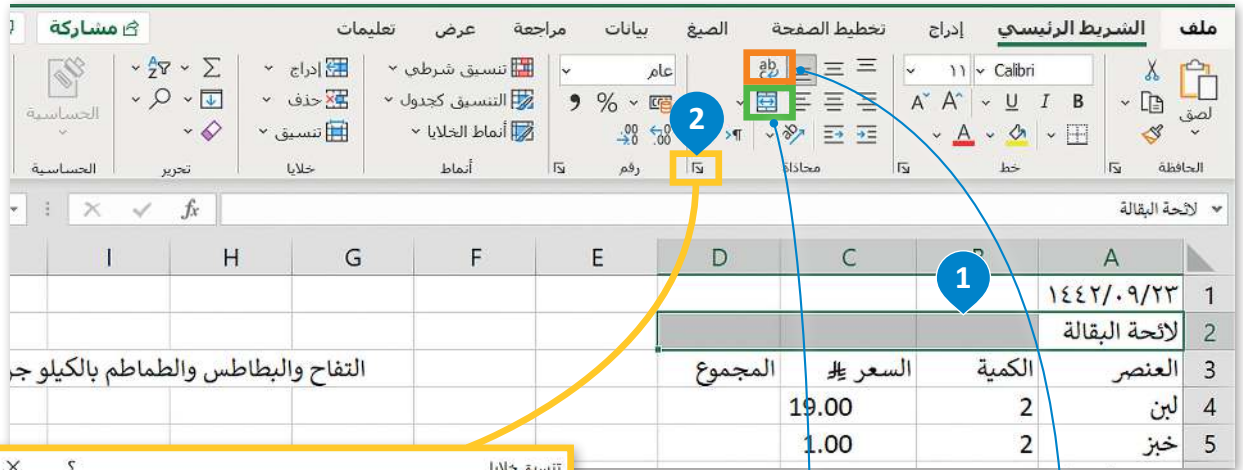 ملف الشريط الرئيسي إدراج تخطيط الصفحة الصيغ بيانات مراجعة عرض تعليمات مشاركة
Calibri ١١ ab عام تنسيق شرطي إدراج
لصق B I U % التنسيق كجدول حذف الحساسية
A أنماط الخلايا تنسيق
الحافظة خط محاذاة رقم أنماط خلايا تحرير الحساسية
2
لائحة البقالة fx
A C D E F G H I
1
1 ١٤٤٢/٠٩/٢٣
2 لائحة البقالة
3 العنصر الكمية السعر المجموع التفاح والبطاطس والطماطم بالكيلو جر
4 لبن 2 19.00
5 خبز 2 1.00
تنسيق خلايا ؟ ×